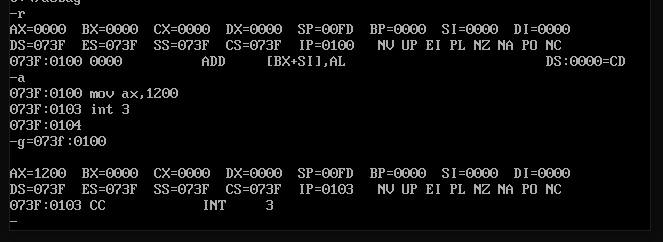 -r
AX=0000 BX=0000 CX=0000 DX=0000 SP=00FD BP=0000 SI=0000 DI=0000
DS=073F ES=073F SS=073F CS=073F IP=0100 NV UP EI PL NZ NA PO NC
073F:0100 0000 ADD [BX+SI],AL DS:0000=CD
-a
073F:0100 mov ax,1200
073F:0103 int 3
073F:0104
-g=073f:0100
AX=1200 BX=0000 CX=0000 DX=0000 SP=00FD BP=0000 SI=0000 DI=0000
DS=073F ES=073F SS=073F CS=073F IP=0103 NV UP EI PL NZ NA PO NC
073F:0103 CC INT 3
-